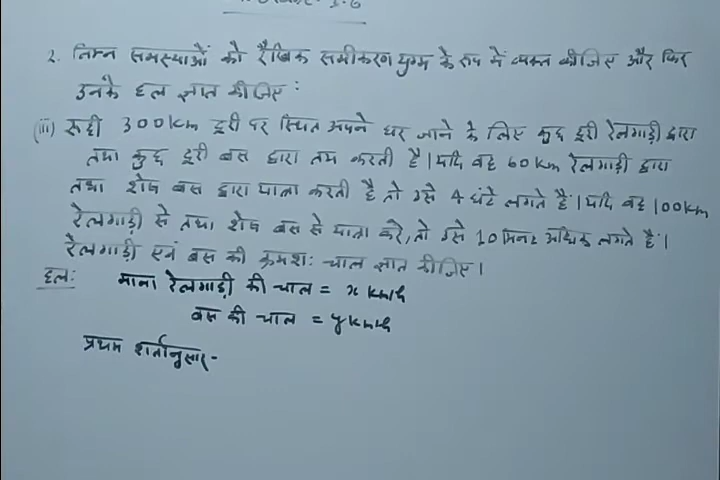 2. निम्न समस्याओं को रैखिक समीकरण युग्म के रूप में व्यक्त कीजिए और फिर
उनके हल ज्ञात कीजिए:
(iii) रूही 300km दूरी पर स्थित अपने घर जाने के लिए कुछ दूरी रेलगाड़ी द्वारा
तथा कुछ दूरी बस द्वारा तय करती है। यदि वह 60km रेलगाड़ी द्वारा
तथा शेष बस द्वारा यात्रा करती है तो उसे 4 घंटे लगते हैं। यदि वह 100km
रेलगाड़ी से तथा शेष बस से यात्रा करे, तो उसे 10 मिनट अधिक लगते हैं।
रेलगाड़ी एवं बस की क्रमश: चाल ज्ञात कीजिए।
हल: माना रेलगाड़ी की चाल = x km/h
बस की चाल = y km/h
प्रथम शर्तानुसार-